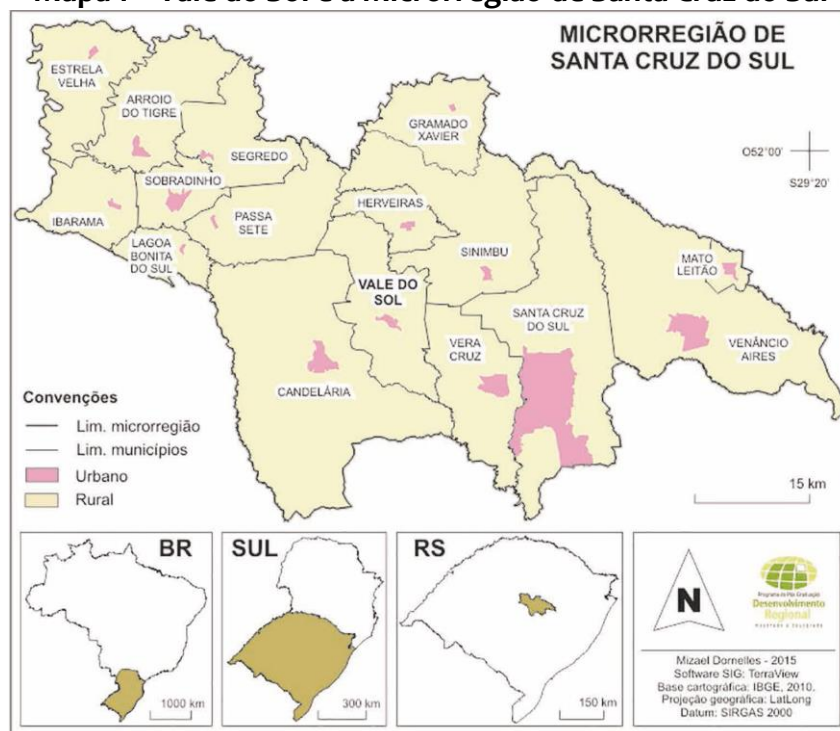 MICRORREGIÃO DE
SANTA CRUZ DO SUL
ESTRELA
VELHA
ARROIO
DO TIGRE
SEGREDO
GRAMADO
XAVIER
O52°00'
S29°20'
SOBRADINHO
IBARAMA
PASSA
SETE
HERVEIRAS
LAGOA
BONITA
DO SUL
SINIMBU
MATO
LEITÃO
VALE DO
SOL
SANTA CRUZ
DO SUL
VERA
CRUZ
VENÂNCIO
AIRES
CANDELÁRIA
Convenções
Lim. microrregião
Lim. municípios
Urbano
Rural
15 km
BR
1000 km
SUL
300 km
RS
150 km
N
Programa de Pós-Graduação
Desenvolvimento
Regional
Mizael Dornelles - 2015
Software SIG: TerraView
Base cartográfica: IBGE, 2010.
Projeção geográfica: LatLong
Datum: SIRGAS 2000